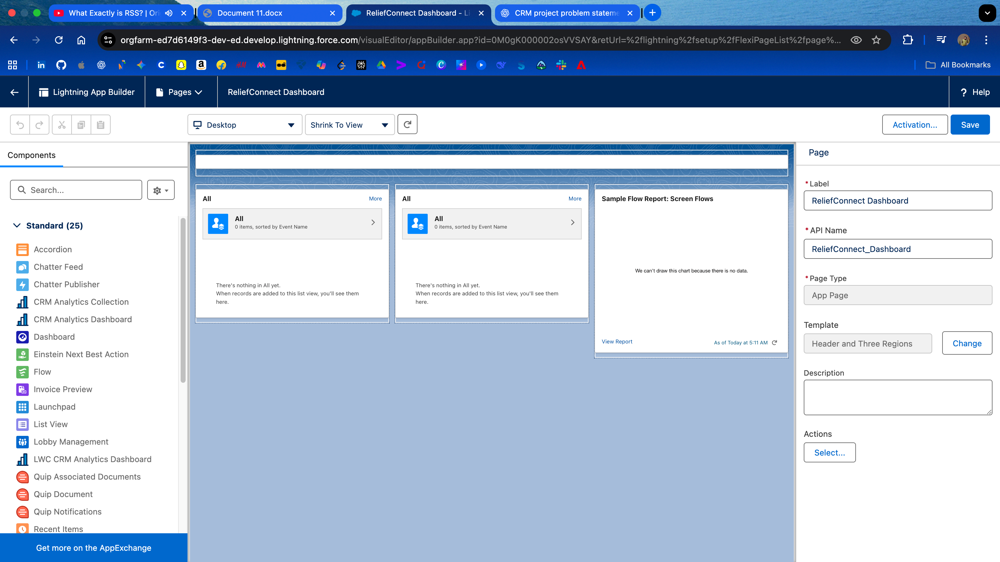 What Exactly is RSS? | Ori
Document 11.docx
ReliefConnect Dashboard - Li
CRM project problem stateme
orgfarm-ed7d6149f3-dev-ed.develop.lightning.force.com/visualEditor/appBuilder.app?id=0M0gK000002osVVSAY&retUrl=%2flightning%2fsetup%2fFlexiPageList%2fpage%...
All Bookmarks
Lightning App Builder
Pages
ReliefConnect Dashboard
? Help
Desktop
Shrink To View
Activation...
Save
Components
Search...
Standard (25)
Accordion
Chatter Feed
Chatter Publisher
CRM Analytics Collection
CRM Analytics Dashboard
Dashboard
Einstein Next Best Action
Flow
Invoice Preview
Launchpad
List View
Lobby Management
LWC CRM Analytics Dashboard
Quip Associated Documents
Quip Document
Quip Notifications
Recent Items
Get more on the AppExchange
All
More
All
0 items, sorted by Event Name
There's nothing in All yet.
When records are added to this list view, you'll see them
here.
All
More
All
0 items, sorted by Event Name
There's nothing in All yet.
When records are added to this list view, you'll see them
here.
Sample Flow Report: Screen Flows
We can't draw this chart because there is no data.
View Report
As of Today at 5:11 AM
Page
*Label
ReliefConnect Dashboard
*API Name
ReliefConnect_Dashboard
*Page Type
App Page
Template
Header and Three Regions
Change
Description
Actions
Select...